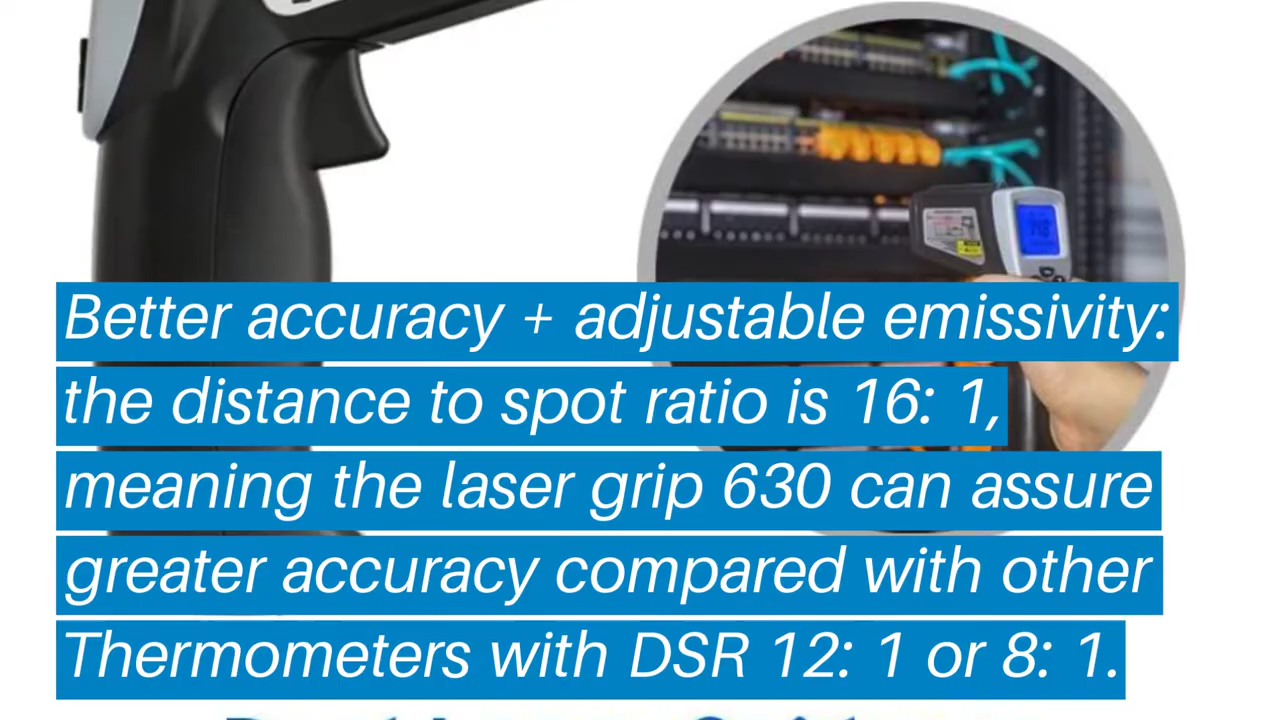 Better accuracy + adjustable emissivity:
the distance to spot ratio is 16: 1,
meaning the laser grip 630 can assure
greater accuracy compared with other
Thermometers with DSR 12: 1 or 8: 1.